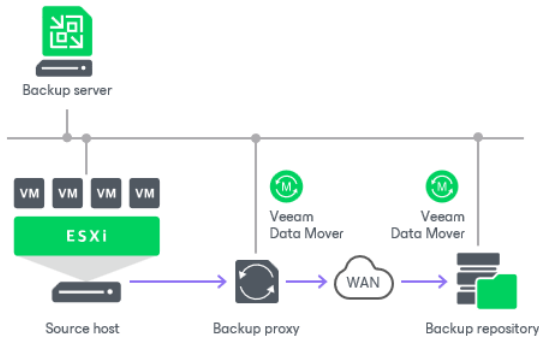 Backup server
VM VM VM VM
M
M
Veeam
Data Mover
Veeam
Data Mover
ESXi
WAN
Source host
Backup proxy
Backup repository